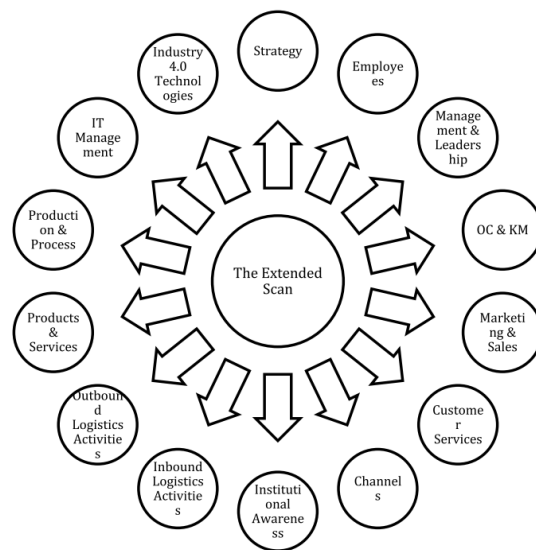 Strategy
Employe
es
Manage
ment &
Leader
ship
OC & KM
Marketi
ng &
Sales
Custome
r
Services
Channel
s
Instituti
onal
Awarene
ss
Inbound
Logistics
Activitie
s
Outboun
d
Logistics
Activitie
s
Products
&
Services
Producti
on &
Process
IT
Manage
ment
Industry
4.0
Technol
ogies
The Extended
Scan